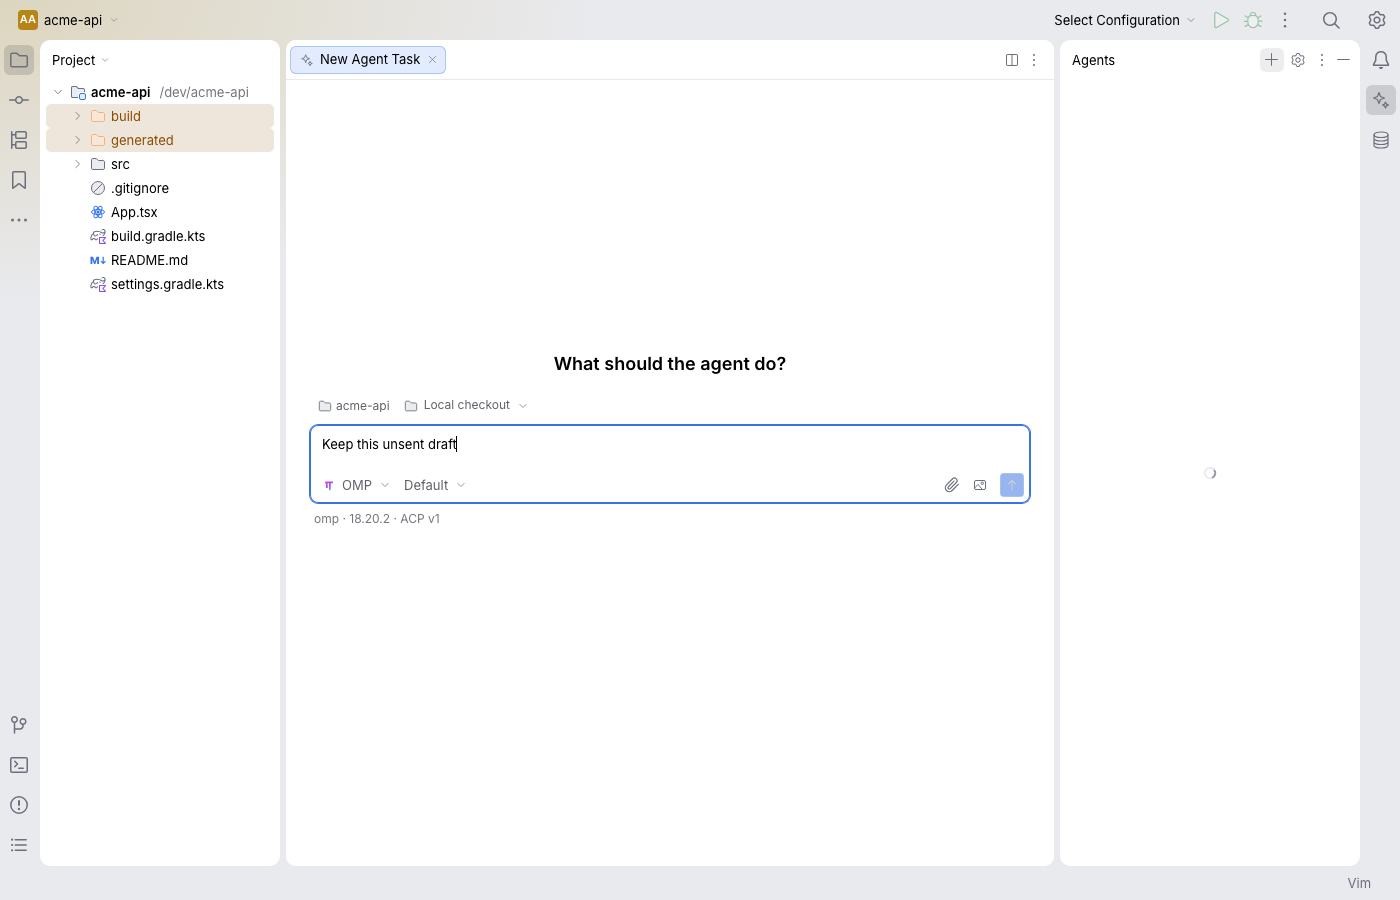 AA acme-api
Select Configuration
Project
New Agent Task
Agents
acme-api /dev/acme-api
build
generated
src
.gitignore
App.tsx
build.gradle.kts
M↓ README.md
settings.gradle.kts
What should the agent do?
acme-api Local checkout
Keep this unsent draft
OMP Default
omp · 18.20.2 · ACP v1
Vim